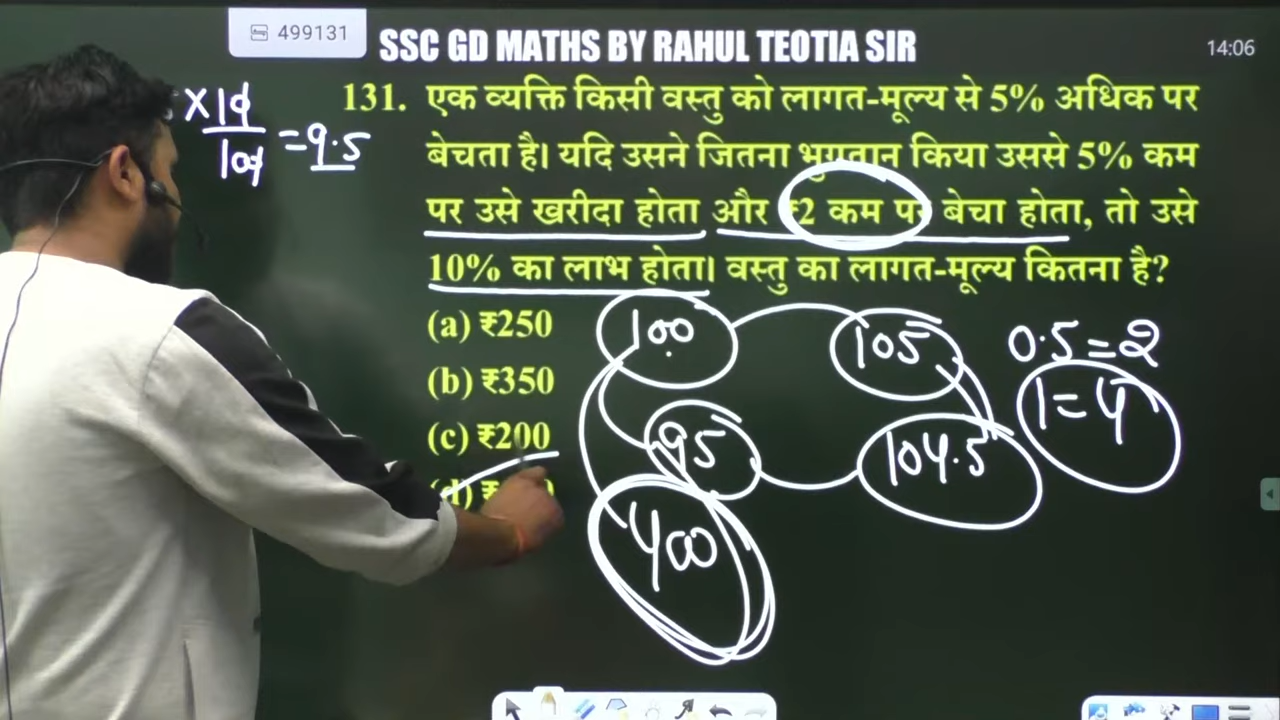 499131
SSC GD MATHS BY RAHUL TEOTIA SIR
14:06
×10
100
=9.5
131. एक व्यक्ति किसी वस्तु को लागत-मूल्य से 5% अधिक पर
बेचता है। यदि उसने जितना भुगतान किया उससे 5% कम
पर उसे खरीदा होता और ₹2 कम पर बेचा होता, तो उसे
10% का लाभ होता। वस्तु का लागत-मूल्य कितना है?
(a) ₹250
(b) ₹350
(c) ₹200
(d) ₹
100
105
0.5=2
1=4
95
104.5
400